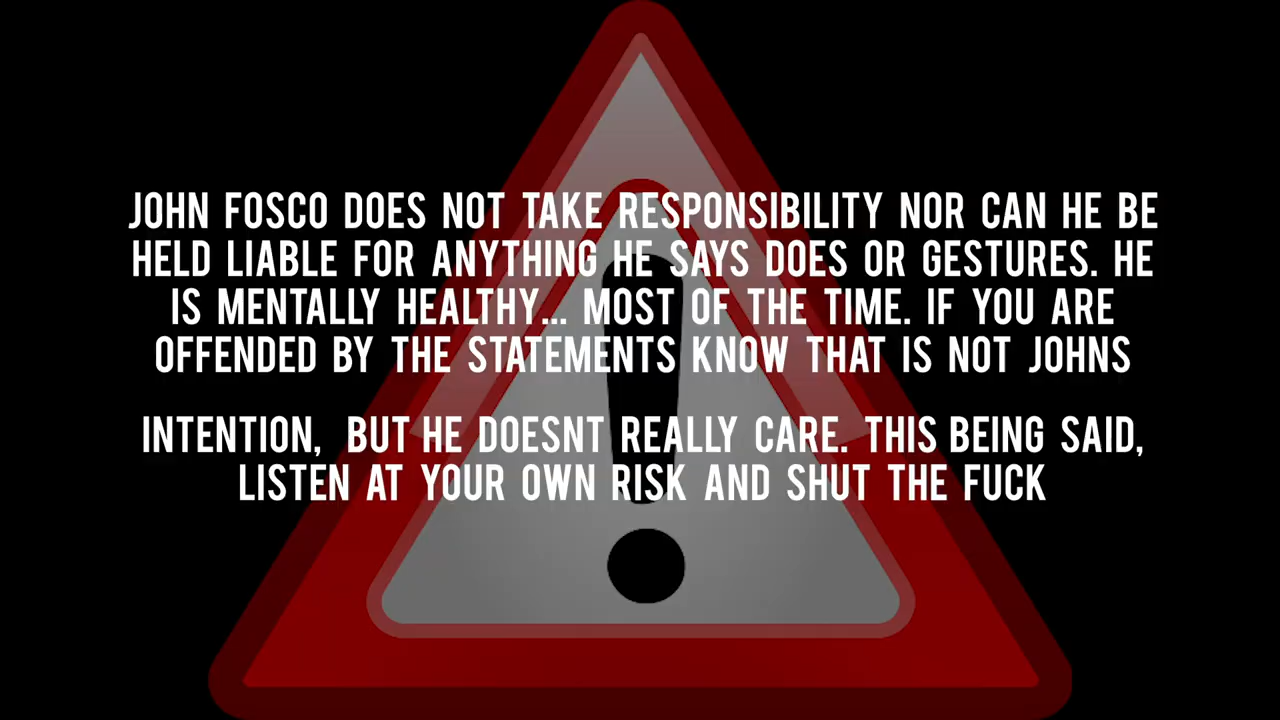 JOHN FOSCO DOES NOT TAKE RESPONSIBILITY NOR CAN HE BE
HELD LIABLE FOR ANYTHING HE SAYS DOES OR GESTURES. HE
IS MENTALLY HEALTHY... MOST OF THE TIME. IF YOU ARE
OFFENDED BY THE STATEMENTS KNOW THAT IS NOT JOHNS
INTENTION, BUT HE DOESNT REALLY CARE. THIS BEING SAID,
LISTEN AT YOUR OWN RISK AND SHUT THE FUCK